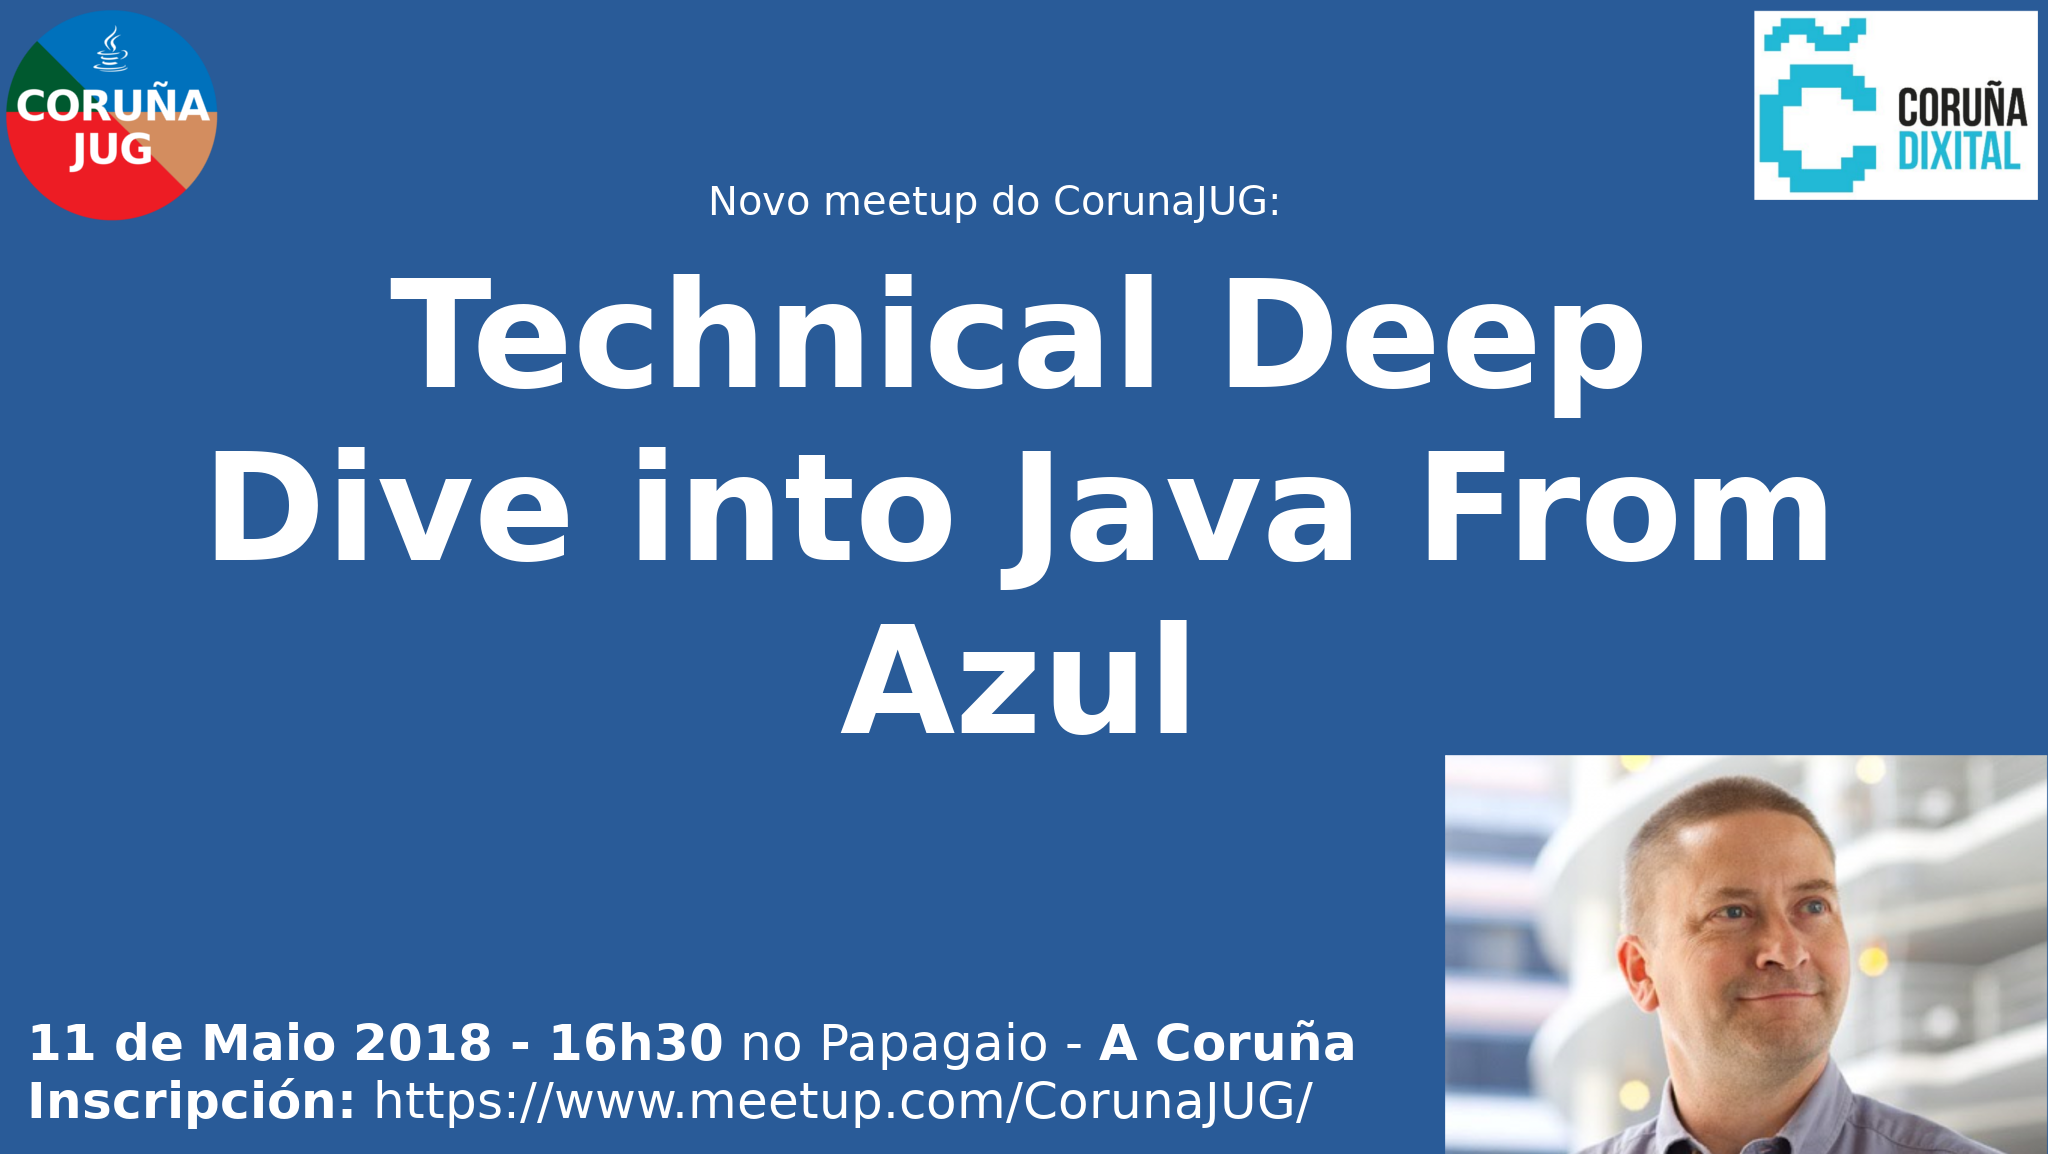 CORUÑA
JUG
CORUÑA
DIXITAL
Novo meetup do CorunaJUG:
Technical Deep
Dive into Java From
Azul
11 de Maio 2018 - 16h30 no Papagaio - A Coruña
Inscripción: https://www.meetup.com/CorunaJUG/